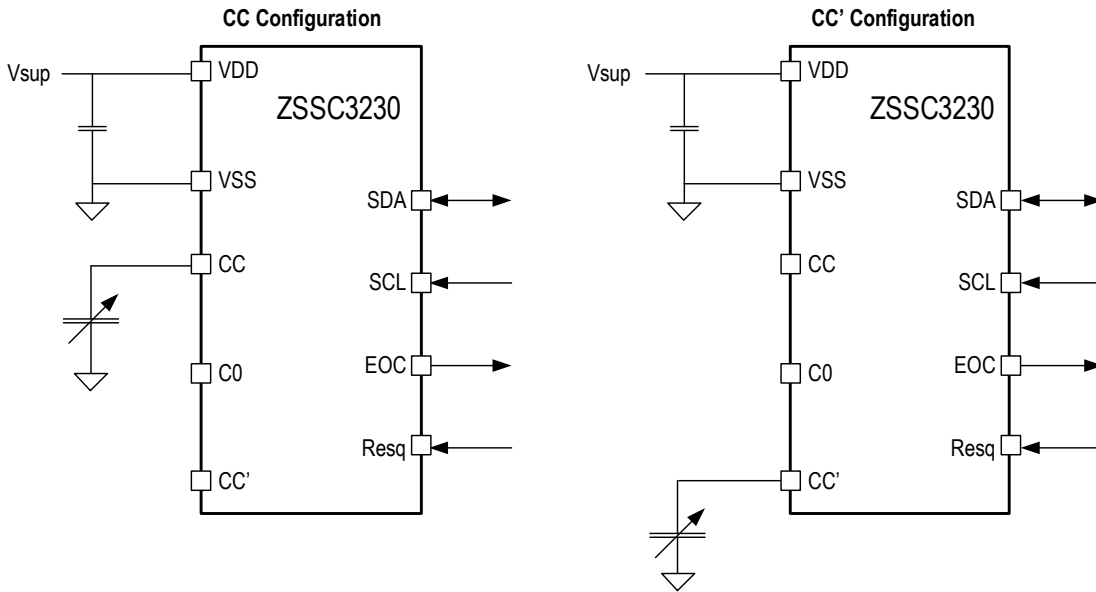 CC Configuration
Vsup
VDD
ZSSC3230
VSS
SDA
CC
SCL
C0
EOC
Resq
CC'
CC’ Configuration
Vsup
VDD
ZSSC3230
VSS
SDA
CC
SCL
C0
EOC
Resq
CC’